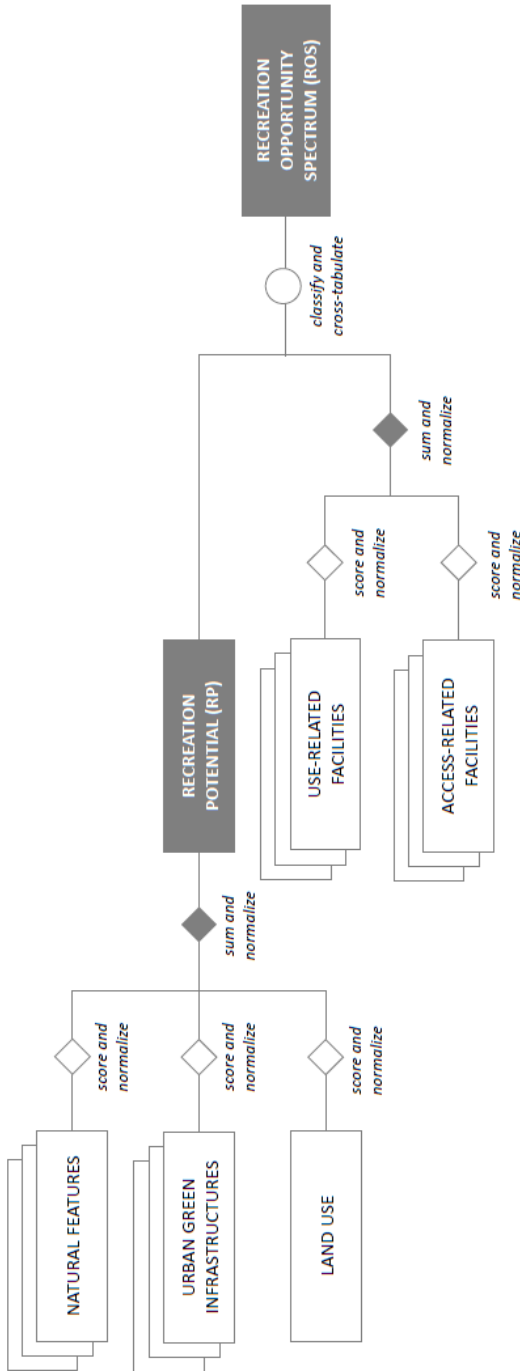 NATURAL FEATURES
score and
normalize
URBAN GREEN
INFRASTRUCTURES
score and
normalize
LAND USE
score and
normalize
sum and
normalize
RECREATION
POTENTIAL (RP)
USE-RELATED
FACILITIES
score and
normalize
ACCESS-RELATED
FACILITIES
score and
normalize
sum and
normalize
classify and
cross-tabulate
RECREATION
OPPORTUNITY
SPECTRUM (ROS)